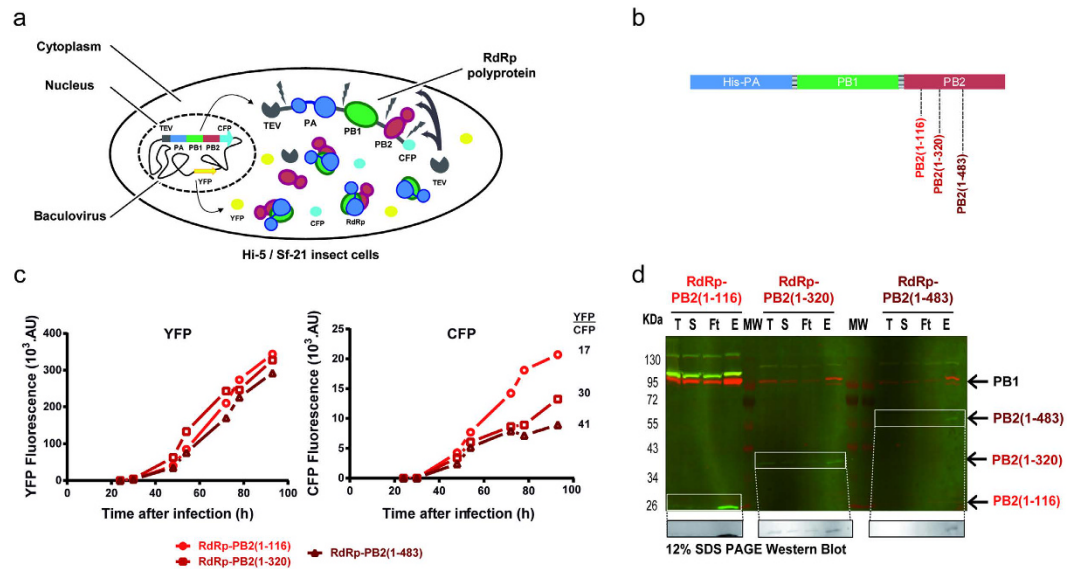 a
Cytoplasm
Nucleus
RdRp
polyprotein
TEV
CFP
PA PB1 PB2
YFP
TEV
PA
PB1
PB2
CFP
TEV
YFP
CFP
RdRp
Baculovirus
Hi-5 / Sf-21 insect cells
b
His-PA
PB1
PB2
PB2(1-116)
PB2(1-320)
PB2(1-483)
c
YFP
YFP Fluorescence (10³.AU)
400
300
200
100
0
0 20 40 60 80 100
Time after infection (h)
CFP
CFP Fluorescence (10³.AU)
25
20
15
10
5
0
0 20 40 60 80 100
Time after infection (h)
YFP
CFP
17
30
41
RdRp-PB2(1-116)
RdRp-PB2(1-320)
RdRp-PB2(1-483)
d
RdRp-
PB2(1-116)
RdRp-
PB2(1-320)
RdRp-
PB2(1-483)
KDa
T S Ft E MW T S Ft E MW T S Ft E
130
95
72
55
43
34
26
PB1
PB2(1-483)
PB2(1-320)
PB2(1-116)
12% SDS PAGE Western Blot